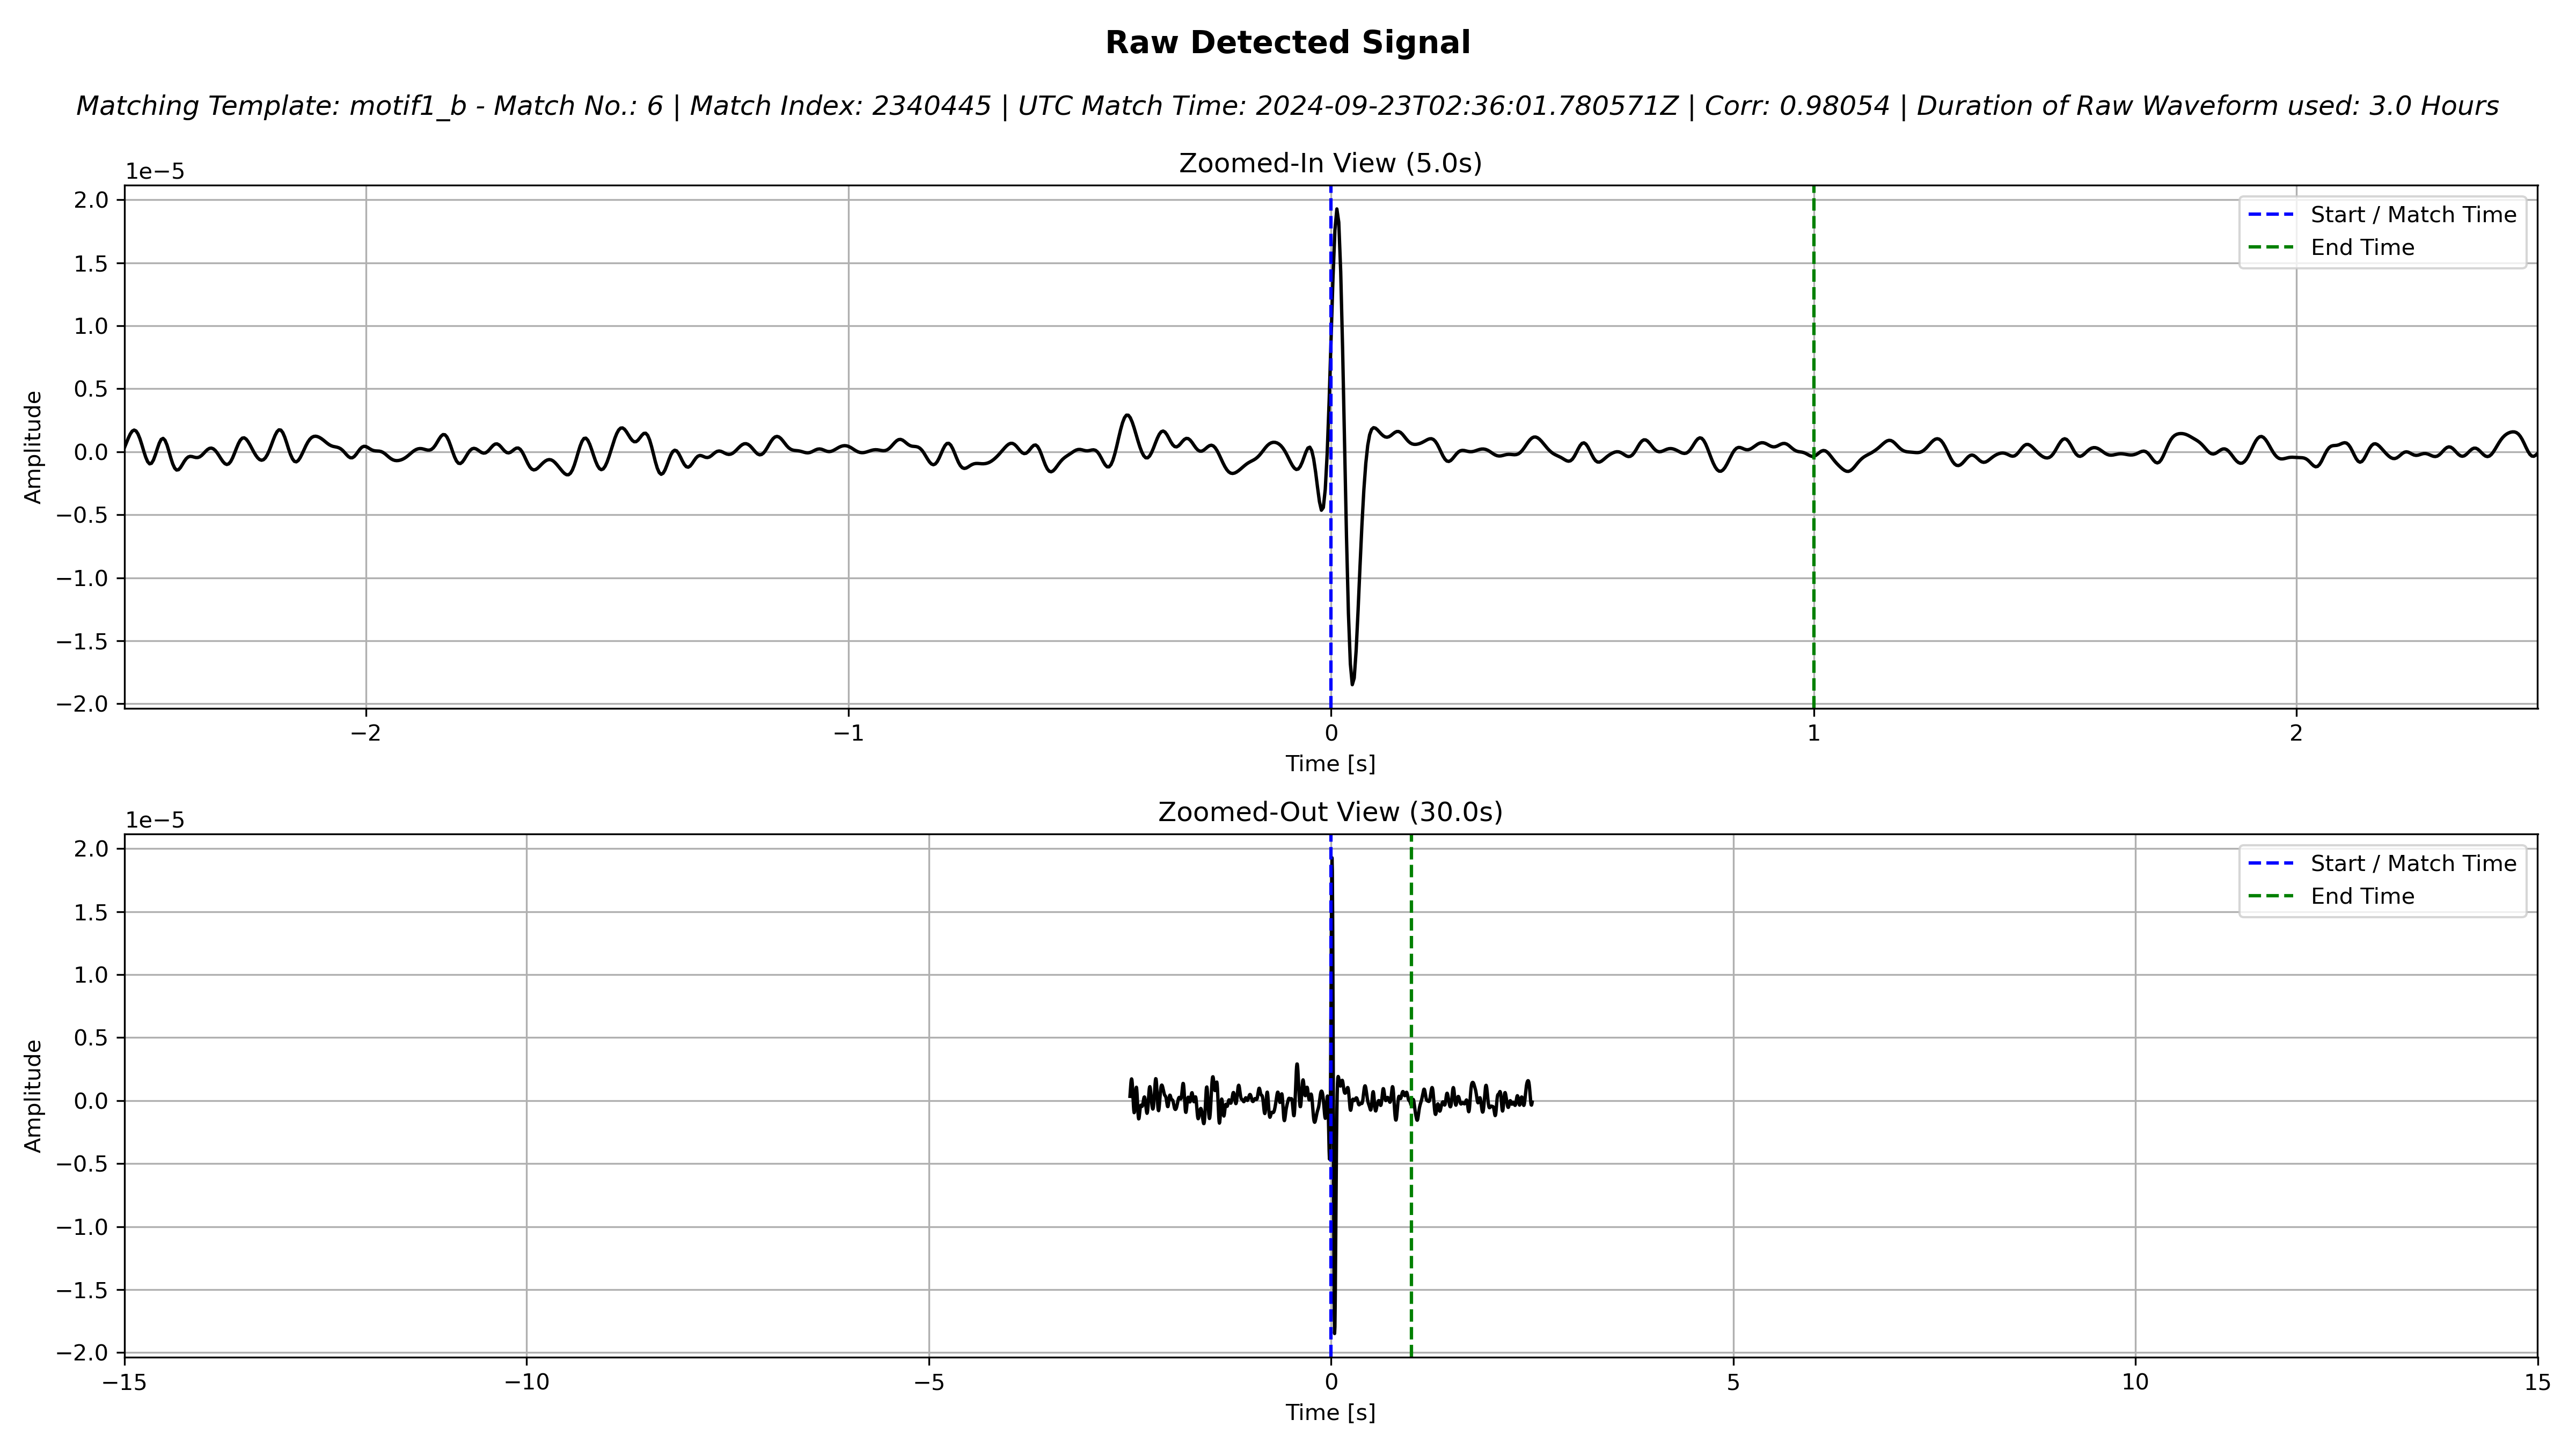 Raw Detected Signal
Matching Template: motif1_b - Match No.: 6 | Match Index: 2340445 | UTC Match Time: 2024-09-23T02:36:01.780571Z | Corr: 0.98054 | Duration of Raw Waveform used: 3.0 Hours
Zoomed-In View (5.0s)
1e−5
2.0
1.5
1.0
0.5
0.0
−0.5
−1.0
−1.5
−2.0
Amplitude
Start / Match Time
End Time
−2 −1 0 1 2
Time [s]
Zoomed-Out View (30.0s)
1e−5
2.0
1.5
1.0
0.5
0.0
−0.5
−1.0
−1.5
−2.0
Amplitude
Start / Match Time
End Time
−15 −10 −5 0 5 10 15
Time [s]